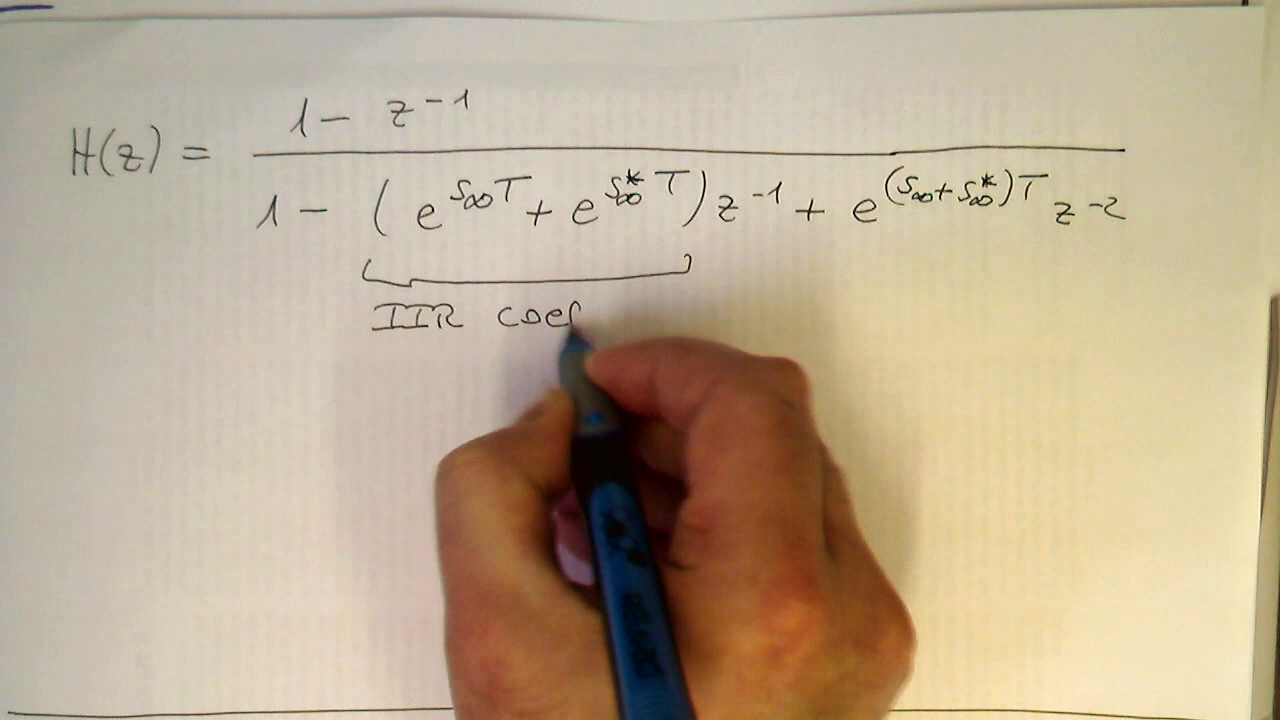 H(z) = 1 - z^-1
1 - (e^{s∞T} + e^{s∞*T}) z^-1 + e^{(s∞+s∞*)T} z^-2
IIR coef